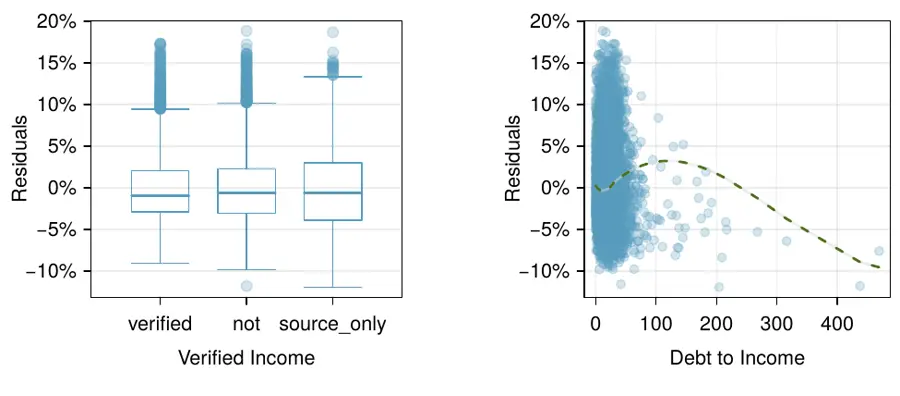 20%
15%
10%
5%
0%
−5%
−10%
Residuals
verified not source_only
Verified Income
20%
15%
10%
5%
0%
−5%
−10%
Residuals
0 100 200 300 400
Debt to Income